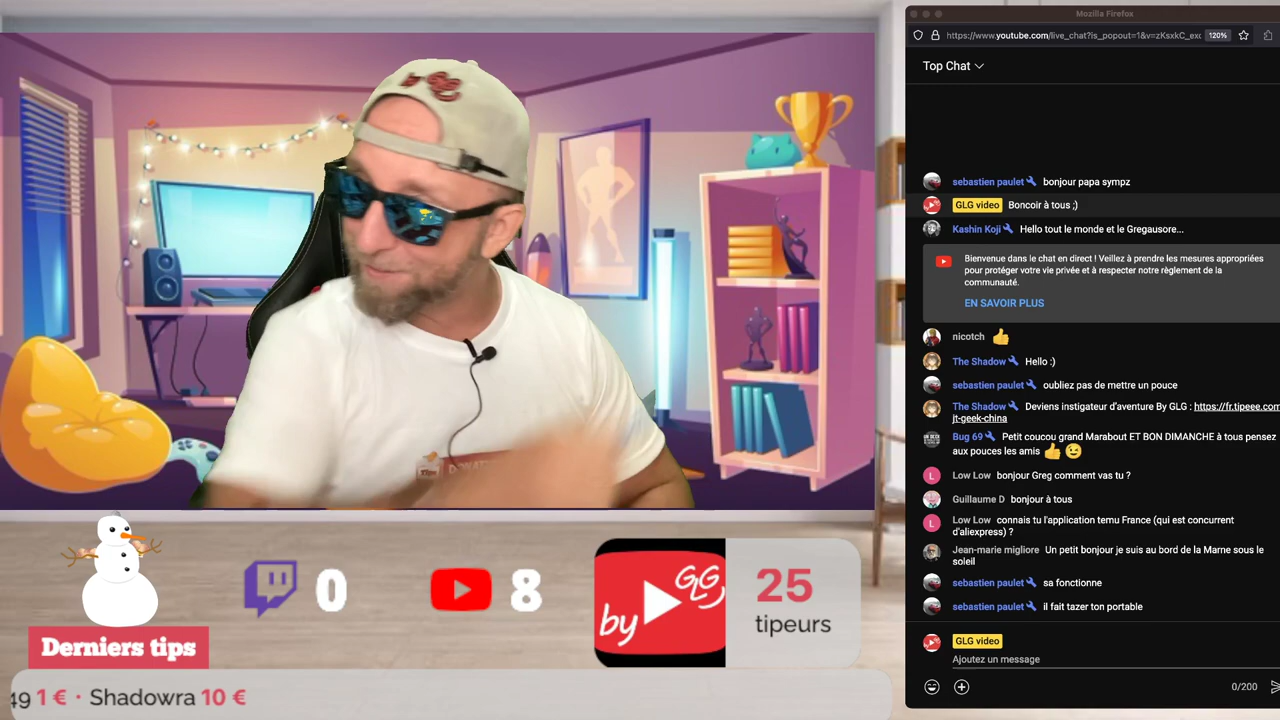 Mozilla Firefox
https://www.youtube.com/live_chat?is_popout=1&v=zKsxkC_exc
120%
Top Chat
sebastien paulet bonjour papa sympz
GLG video Boncoir à tous ;)
Kashin Koji Hello tout le monde et le Gregausore...
Bienvenue dans le chat en direct ! Veillez à prendre les mesures appropriées
pour protéger votre vie privée et à respecter notre règlement de la
communauté.
EN SAVOIR PLUS
nicotch 👍
The Shadow Hello :)
sebastien paulet oubliez pas de mettre un pouce
The Shadow Deviens instigateur d'aventure By GLG : https://fr.tipeee.com
jt-geek-china
Bug 69 Petit coucou grand Marabout ET BON DIMANCHE à tous pensez
aux pouces les amis 👍 😉
L Low Low bonjour Greg comment vas tu ?
Guillaume D bonjour à tous
L Low Low connais tu l'application temu France (qui est concurrent
d'aliexpress) ?
Jean-marie migliore Un petit bonjour je suis au bord de la Marne sous le
soleil
sebastien paulet sa fonctionne
sebastien paulet il fait tazer ton portable
GLG video
Ajoutez un message
0/200
0
8
by GLG
25
tipeurs
Derniers tips
49 1 € · Shadowra 10 €